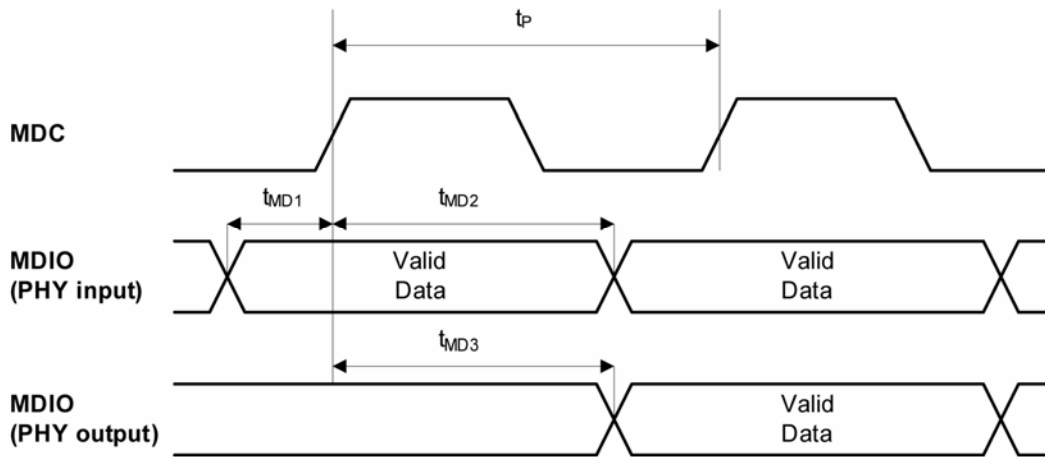 tP
MDC
tMD1
tMD2
MDIO
(PHY input)
Valid
Data
Valid
Data
tMD3
MDIO
(PHY output)
Valid
Data